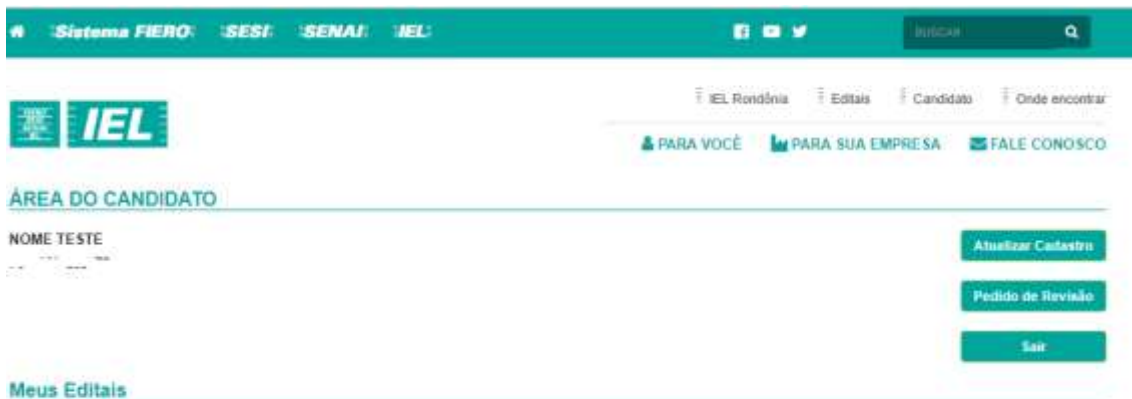 Sistema FIERO SESI SENAI IEL BUSCAR
IEL
IEL Rondônia Editais Candidato Onde encontrar
PARA VOCÊ PARA SUA EMPRESA FALE CONOSCO
ÁREA DO CANDIDATO
NOME TESTE
Atualizar Cadastro
Pedido de Revisão
Sair
Meus Editais